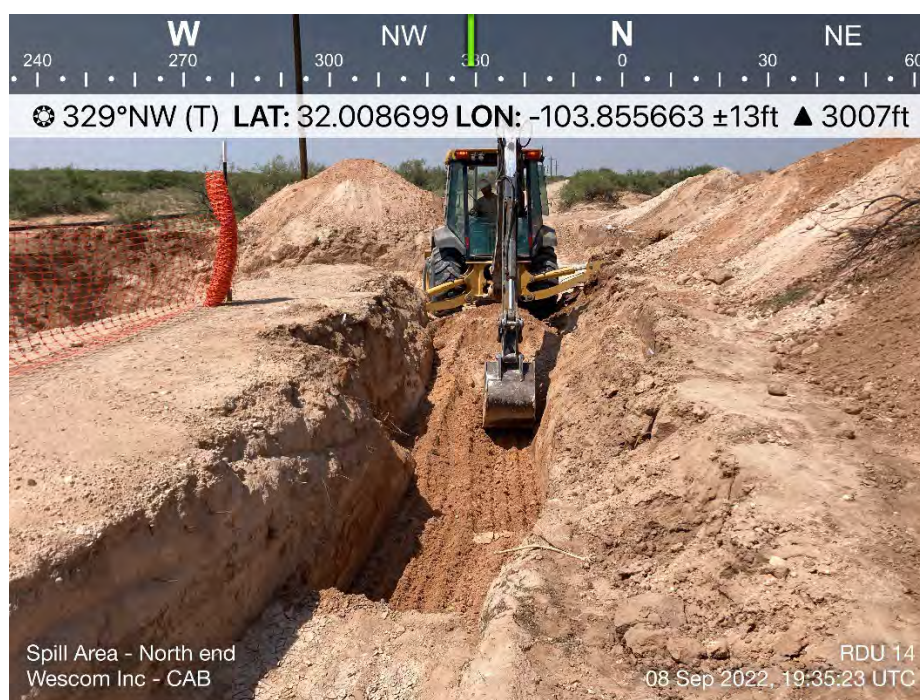 W NW N NE
240 270 300 330 0 30 60
329°NW (T) LAT: 32.008699 LON: -103.855663 ±13ft ▲ 3007ft
Spill Area - North end
Wescom Inc - CAB
RDU 14
08 Sep 2022, 19:35:23 UTC